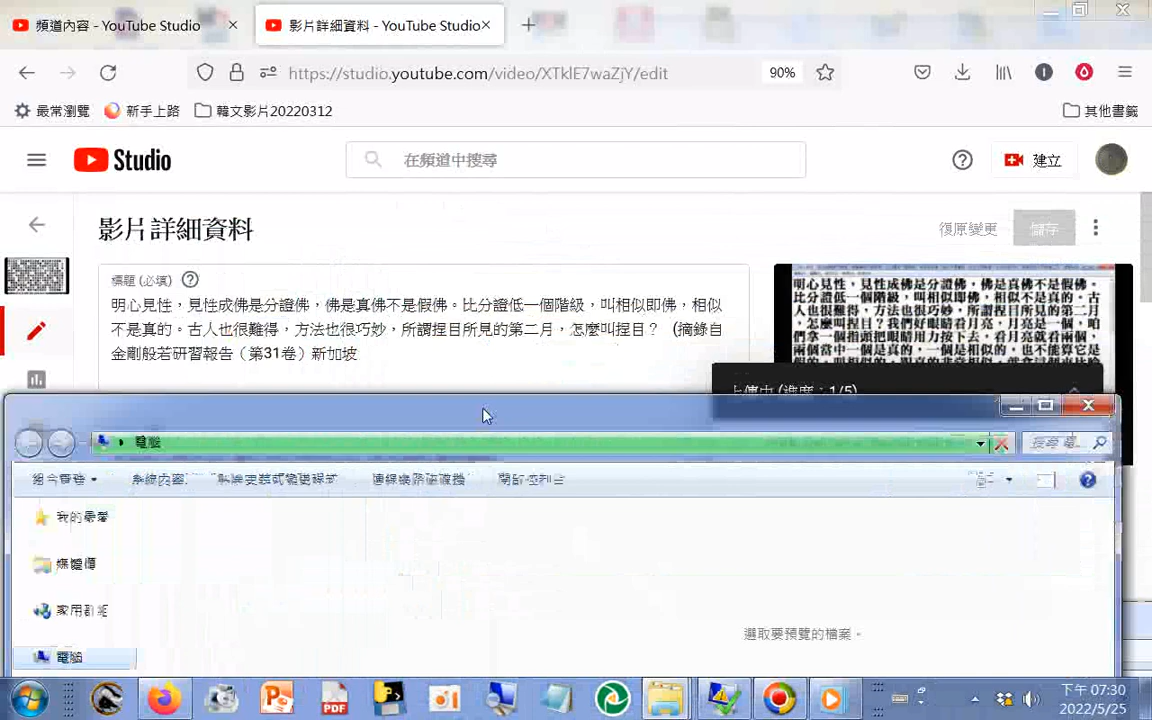 頻道內容 - YouTube Studio
影片詳細資料 - YouTube Studio
https://studio.youtube.com/video/XTklE7waZjY/edit
90%
最常瀏覽
新手上路
韓文影片20220312
其他書籤
Studio
在頻道中搜尋
建立
影片詳細資料
復原變更
儲存
標題 (必填)
明心見性，見性成佛是分證佛，佛是真佛不是假佛。比分證低一個階級，叫相似即佛，相似
不是真的。古人也很難得，方法也很巧妙，所謂捏目所見的第二月，怎麼叫捏目？ (摘錄自
金剛般若研習報告（第31卷）新加坡
明心見性，見性成佛是分證佛，佛是真佛不是假佛。
比分證低一個階級，叫相似即佛，相似不是真的。古
人也很難得，方法也很巧妙，所謂捏目所見的第二月
，怎麼叫捏目？我們好眼睛看月亮，月亮是一個，咱
們拿一個指頭把眼睛用力按下去，看月亮就看兩個，
兩個當中一個是真的，一個是相似的，也不能算它是
上傳中 (進度：1/5)
電腦
組合管理
系統內容
解除安裝或變更程式
連線網路磁碟機
開啟控制台
我的最愛
媒體櫃
家用群組
電腦
選取要預覽的檔案。
下午 07:30
2022/5/25